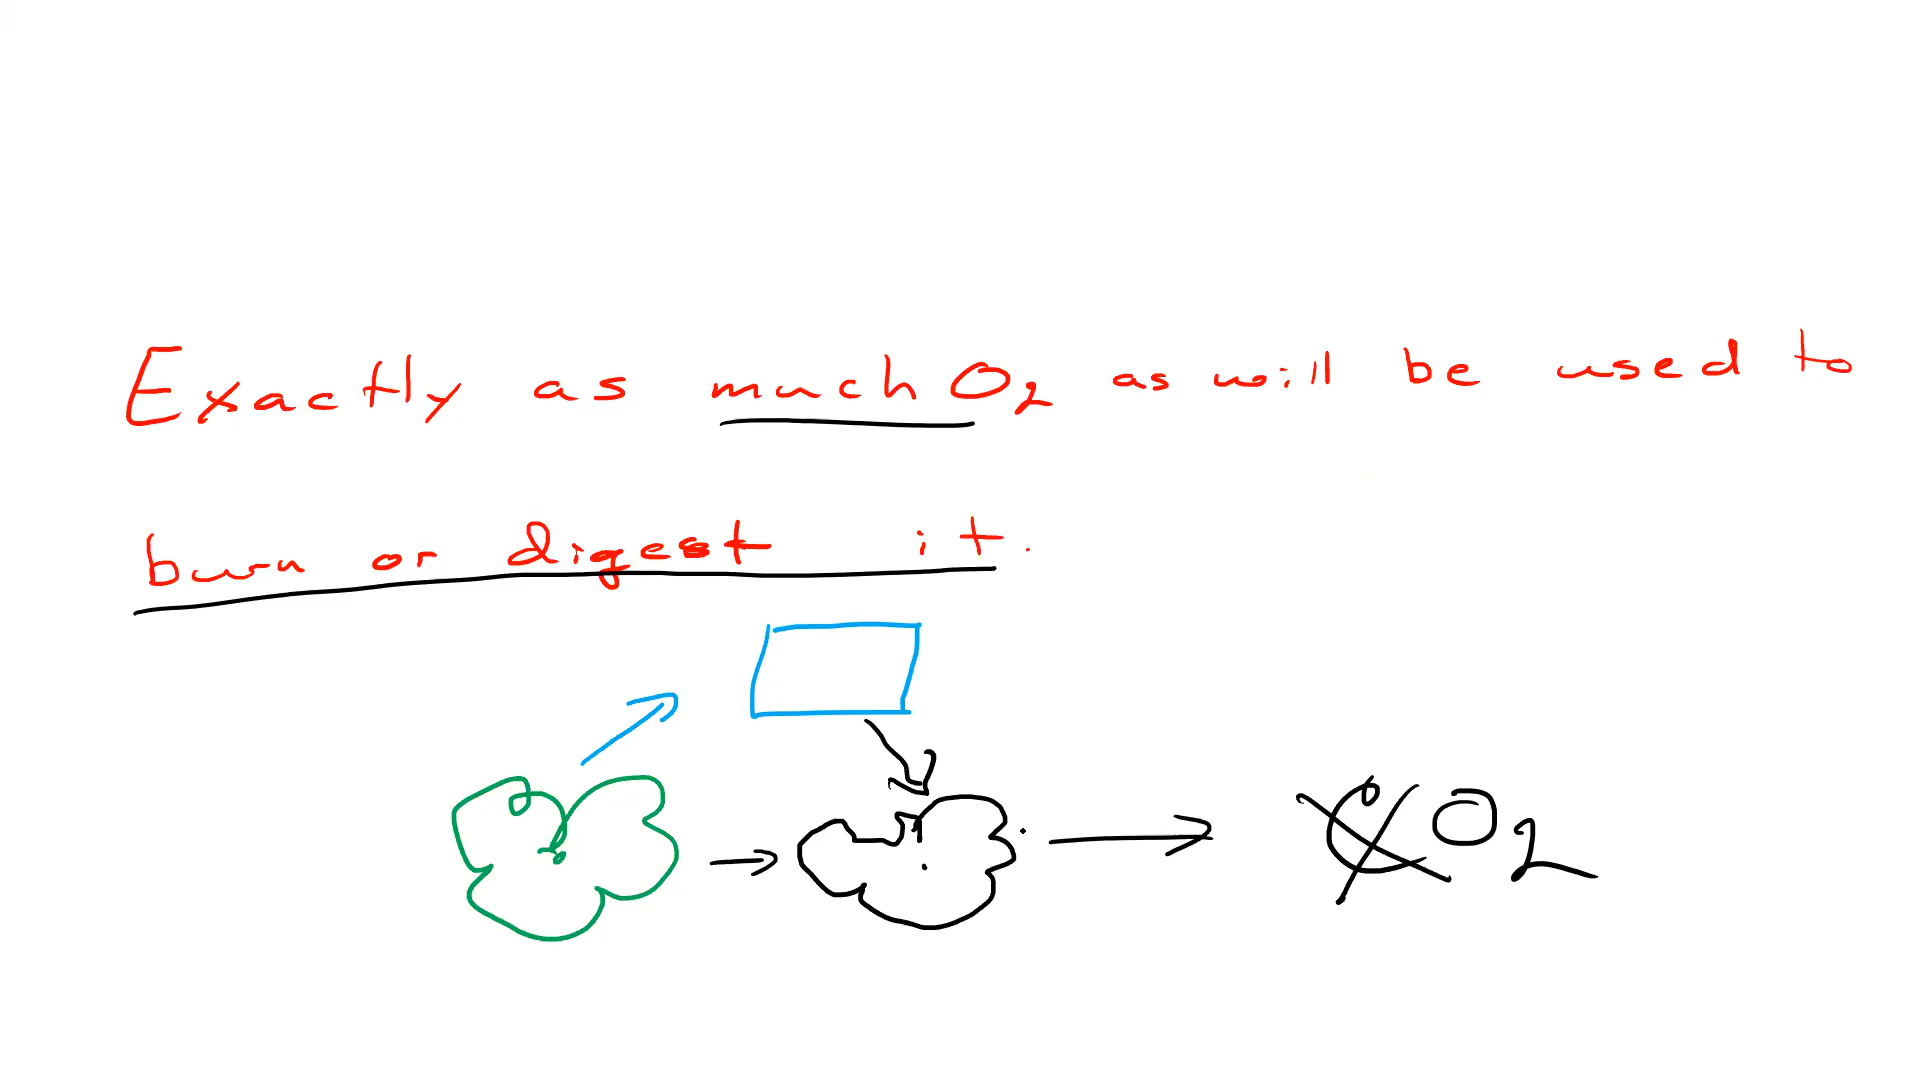 Exactly as much O2 as will be used to
burn or digest it.
CO2